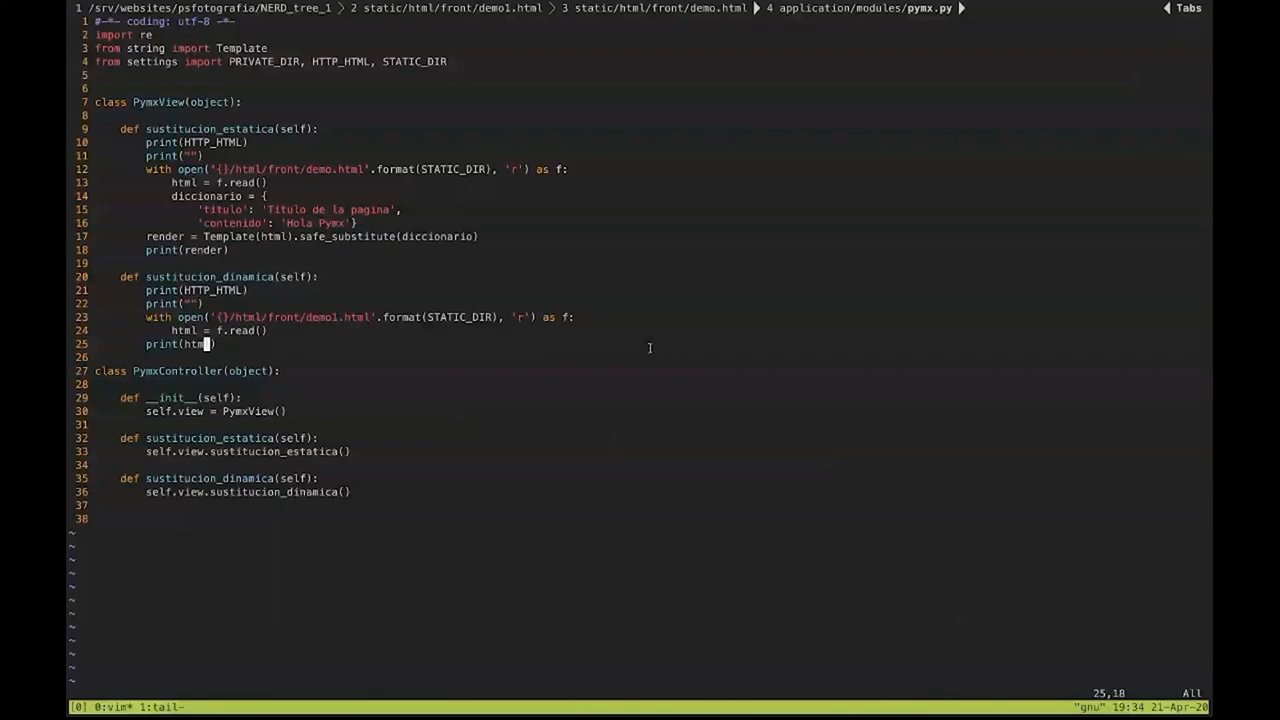 1 /srv/websites/psfotografia/NERD_tree_1 〉 2 static/html/front/demo1.html 〉 3 static/html/front/demo.html ▶ 4 application/modules/pymx.py ▶ ◀ Tabs
1 #-*- coding: utf-8 -*-
2 import re
3 from string import Template
4 from settings import PRIVATE_DIR, HTTP_HTML, STATIC_DIR
5
6
7 class PymxView(object):
8
9     def sustitucion_estatica(self):
10         print(HTTP_HTML)
11         print("")
12         with open('{}/html/front/demo.html'.format(STATIC_DIR), 'r') as f:
13             html = f.read()
14             diccionario = {
15                 'titulo': 'Titulo de la pagina',
16                 'contenido': 'Hola Pymx'}
17         render = Template(html).safe_substitute(diccionario)
18         print(render)
19
20     def sustitucion_dinamica(self):
21         print(HTTP_HTML)
22         print("")
23         with open('{}/html/front/demo1.html'.format(STATIC_DIR), 'r') as f:
24             html = f.read()
25         print(htm )
26
27 class PymxController(object):
28
29     def __init__(self):
30         self.view = PymxView()
31
32     def sustitucion_estatica(self):
33         self.view.sustitucion_estatica()
34
35     def sustitucion_dinamica(self):
36         self.view.sustitucion_dinamica()
37
38
~
~
~
~
~
~
~
~
~
~
~
~
25,18 All
[0] 0:vim* 1:tail- "gnu" 19:34 21-Apr-20